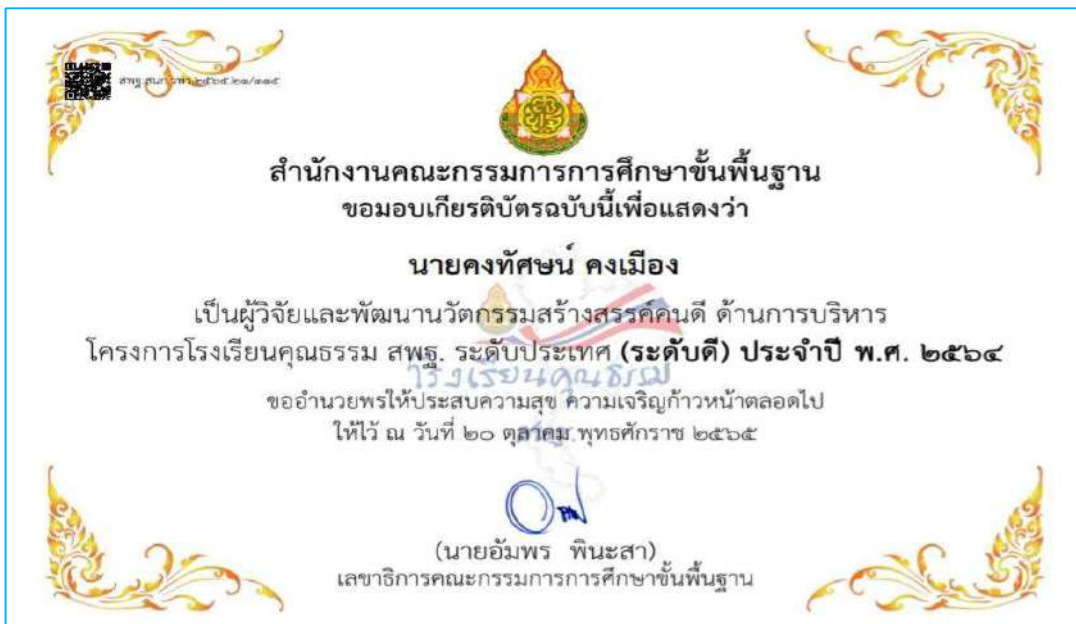 สำนักงานคณะกรรมการการศึกษาขั้นพื้นฐาน
ขอมอบเกียรติบัตรฉบับนี้เพื่อแสดงว่า
นายคงทัศษน์ คงเมือง
เป็นผู้วิจัยและพัฒนานวัตกรรมสร้างสรรค์คนดี ด้านการบริหาร
โครงการโรงเรียนคุณธรรม สพฐ. ระดับประเทศ (ระดับดี) ประจำปี พ.ศ. ๒๕๖๔
โรงเรียนคุณธรรม
ขออำนวยพรให้ประสบความสุข ความเจริญก้าวหน้าตลอดไป
ให้ไว้ ณ วันที่ ๒๐ ตุลาคม พุทธศักราช ๒๕๖๕
(นายอัมพร พินะสา)
เลขาธิการคณะกรรมการการศึกษาขั้นพื้นฐาน